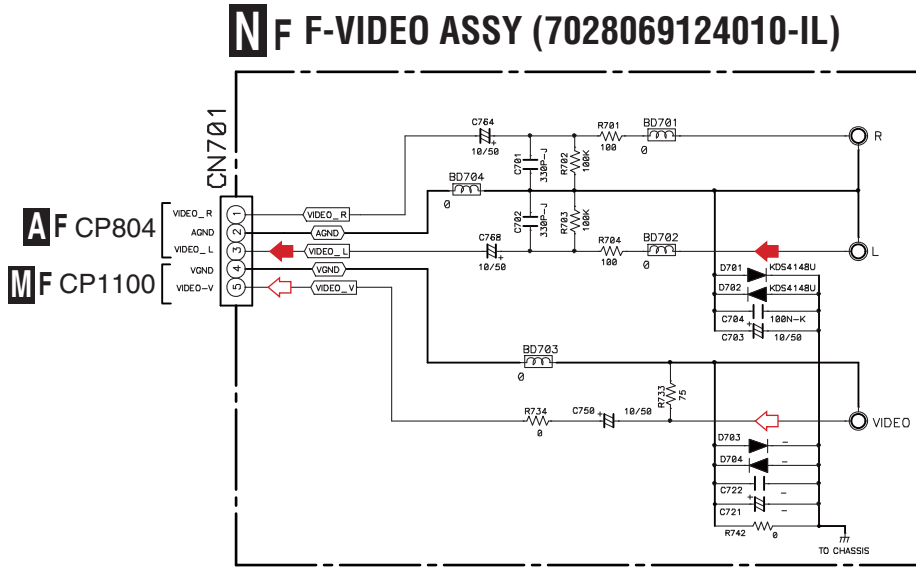 N F F-VIDEO ASSY (7028069124010-IL)
CN701
C764
10/50
R701
100
BD701
0
R
C701
330P-J
R702
100K
BD704
0
A F CP804
VIDEO_R
1
VIDEO_R
AGND
2
AGND
VIDEO_L
3
VIDEO_L
C768
10/50
C702
330P-J
R703
100K
R704
100
BD702
0
L
M F CP1100
VGND
4
VGND
VIDEO-V
5
VIDEO_V
D701
KDS4148U
D702
KDS4148U
C704
100N-K
C703
10/50
BD703
0
R733
75
R734
0
C750
10/50
VIDEO
D703
-
D704
-
C722
-
C721
-
R742
0
TO CHASSIS